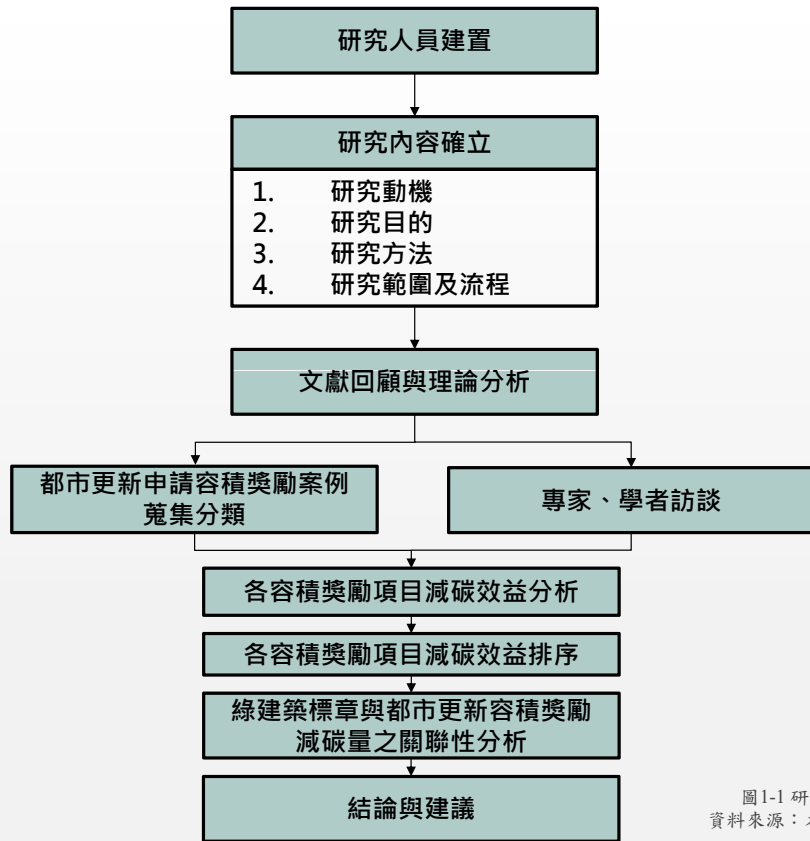 研究人員建置
研究內容確立
1. 研究動機
2. 研究目的
3. 研究方法
4. 研究範圍及流程
文獻回顧與理論分析
都市更新申請容積獎勵案例
蒐集分類
專家、學者訪談
各容積獎勵項目減碳效益分析
各容積獎勵項目減碳效益排序
綠建築標章與都市更新容積獎勵
減碳量之關聯性分析
結論與建議
圖1-1 研
資料來源：